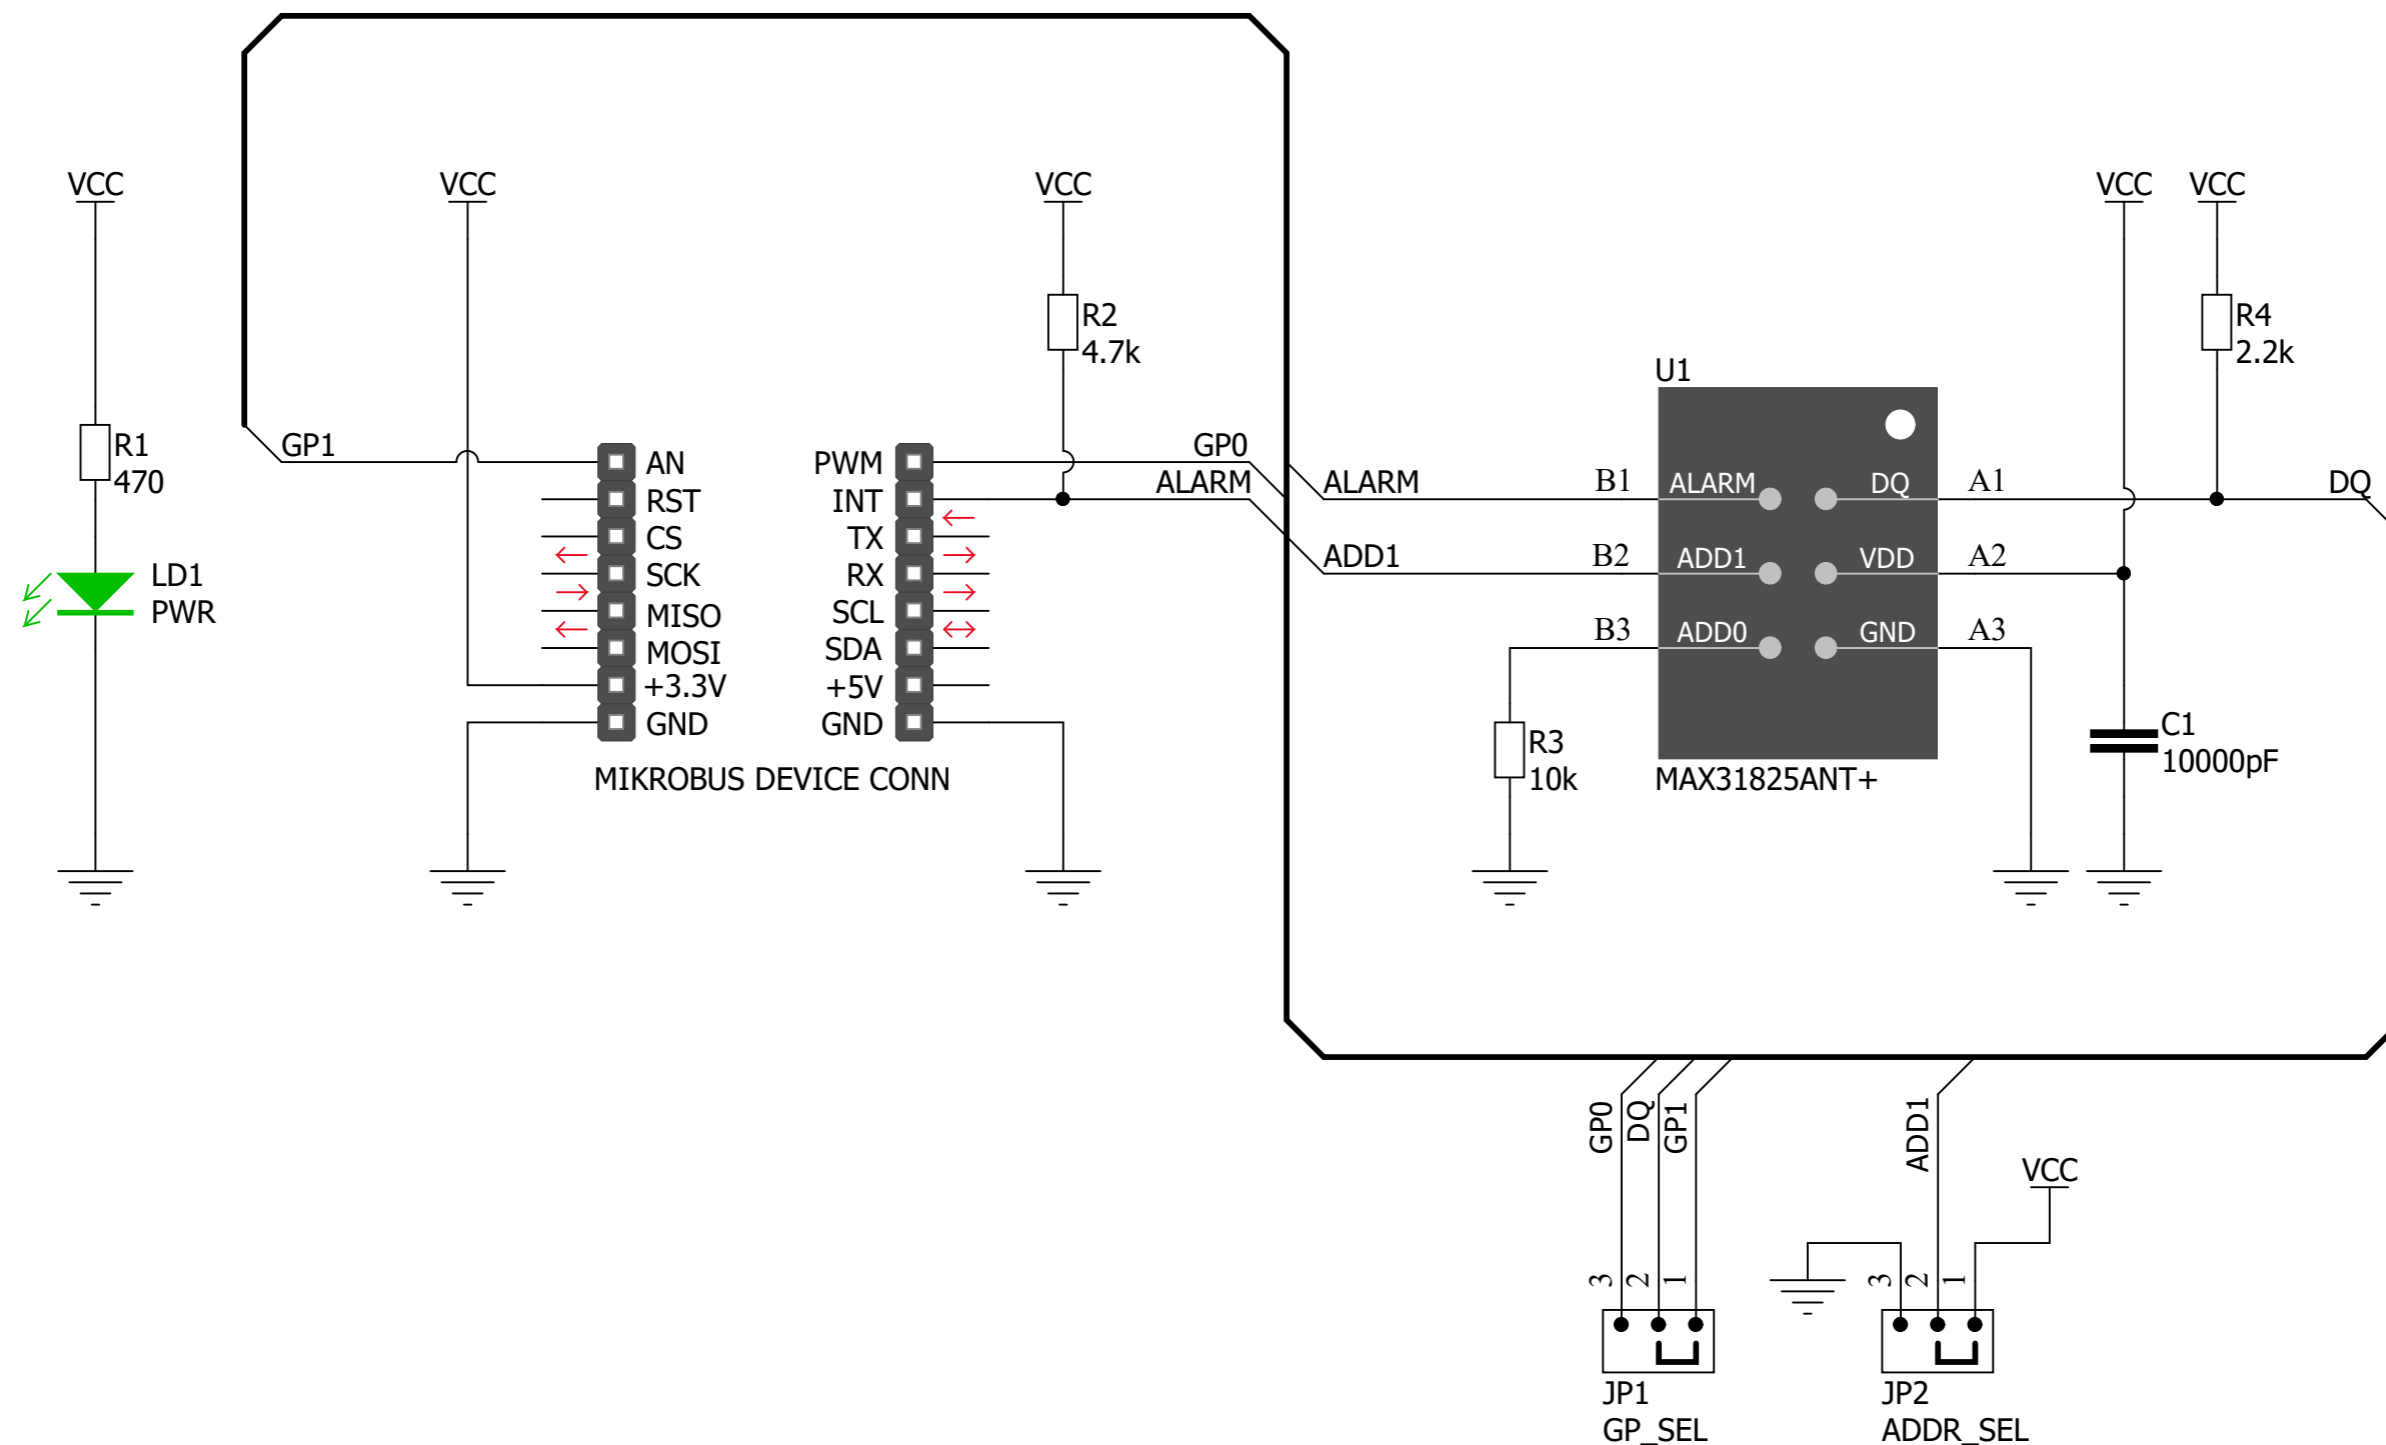 VCC
VCC
VCC
VCC
VCC
R2
4.7k
R4
2.2k
U1
R1
470
GP1
AN
RST
CS
SCK
MISO
MOSI
+3.3V
GND
PWM
INT
TX
RX
SCL
SDA
+5V
GND
MIKROBUS DEVICE CONN
GP0
ALARM
ALARM
ADD1
LD1
PWR
B1
B2
B3
ALARM
ADD1
ADD0
DQ
VDD
GND
A1
A2
A3
DQ
R3
10k
MAX31825ANT+
C1
10000pF
GP0
DQ
GP1
ADD1
VCC
3
2
1
3
2
1
JP1
GP_SEL
JP2
ADDR_SEL